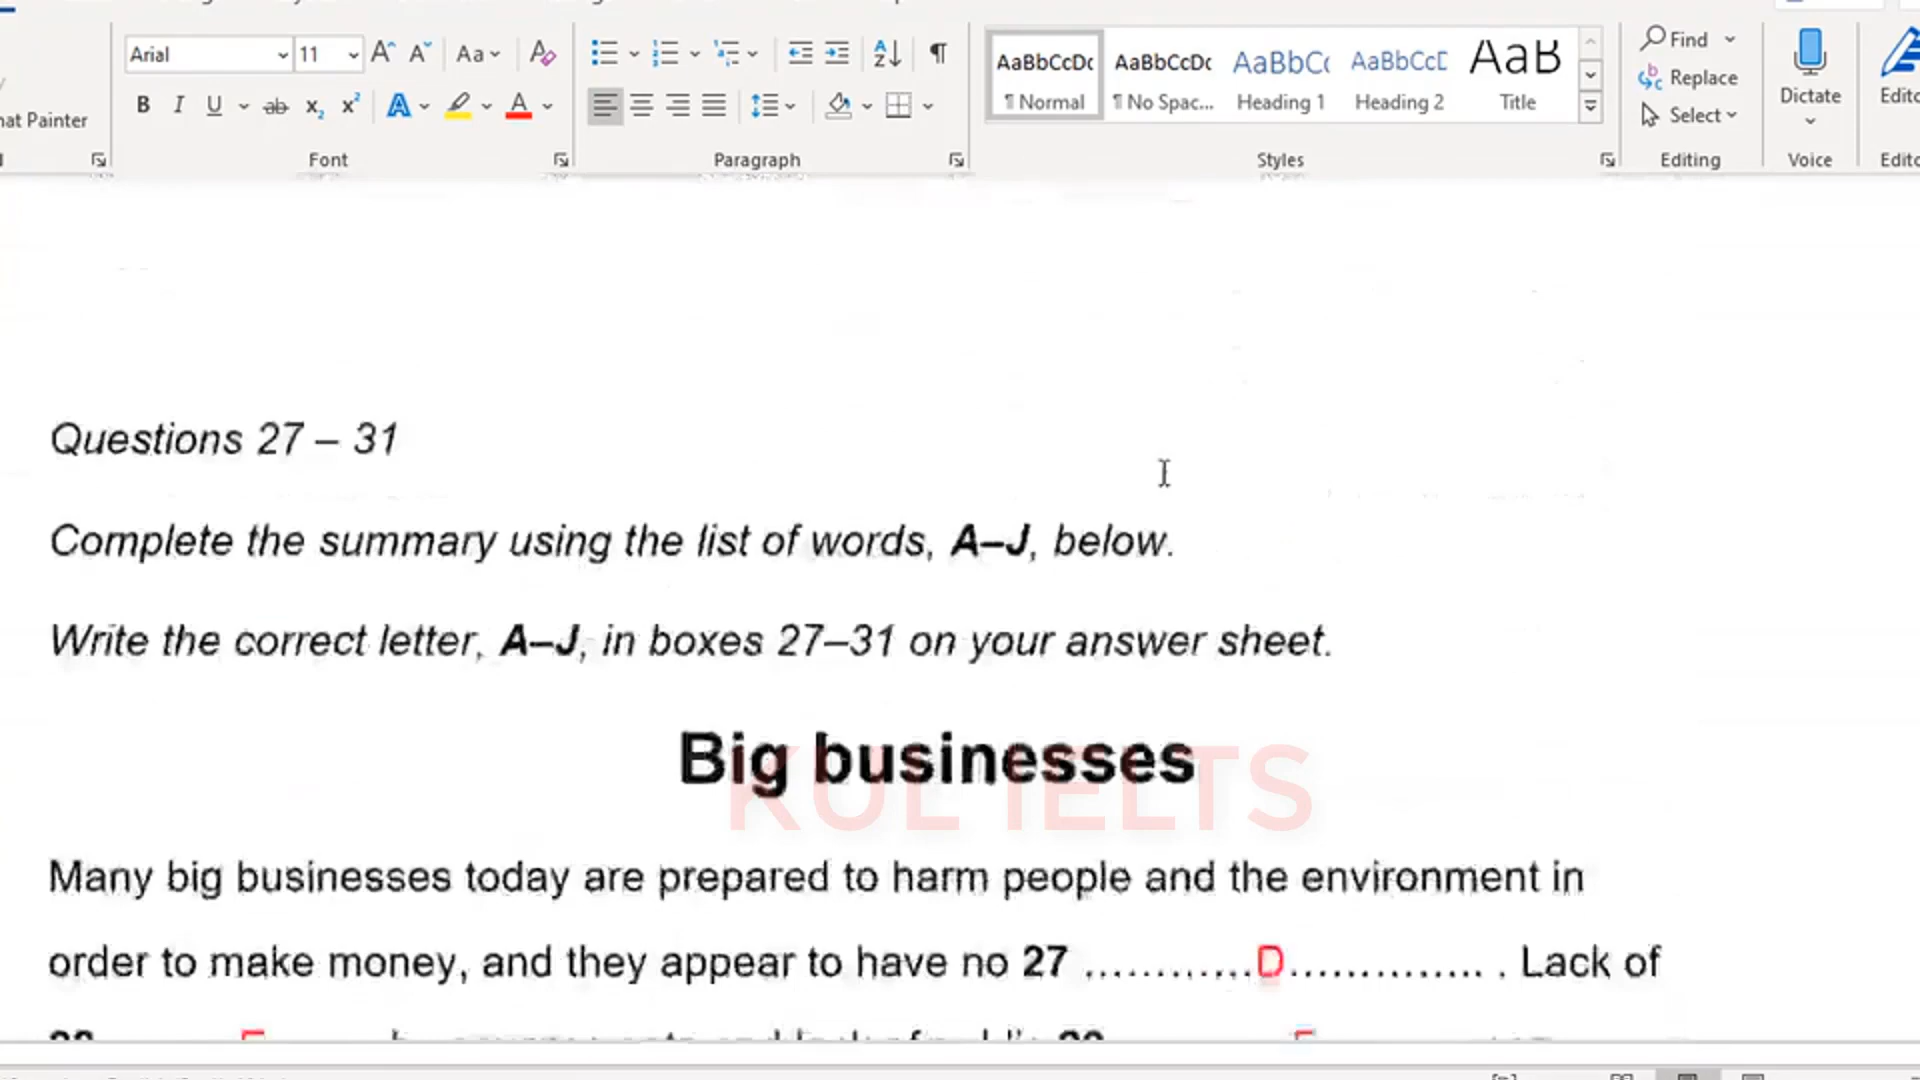 Arial 11 Aa
Find
AaBbCcDc AaBbCcDc AaBbCc AaBbCcD AaB
Replace
Dictate
¶ Normal ¶ No Spac... Heading 1 Heading 2 Title
B I U ab
Select
Painter
Font Paragraph Styles Editing Voice
Questions 27 – 31
Complete the summary using the list of words, A–J, below.
Write the correct letter, A–J, in boxes 27–31 on your answer sheet.
Big businesses
KUL IELTS
Many big businesses today are prepared to harm people and the environment in
order to make money, and they appear to have no 27 ............D.............. . Lack of